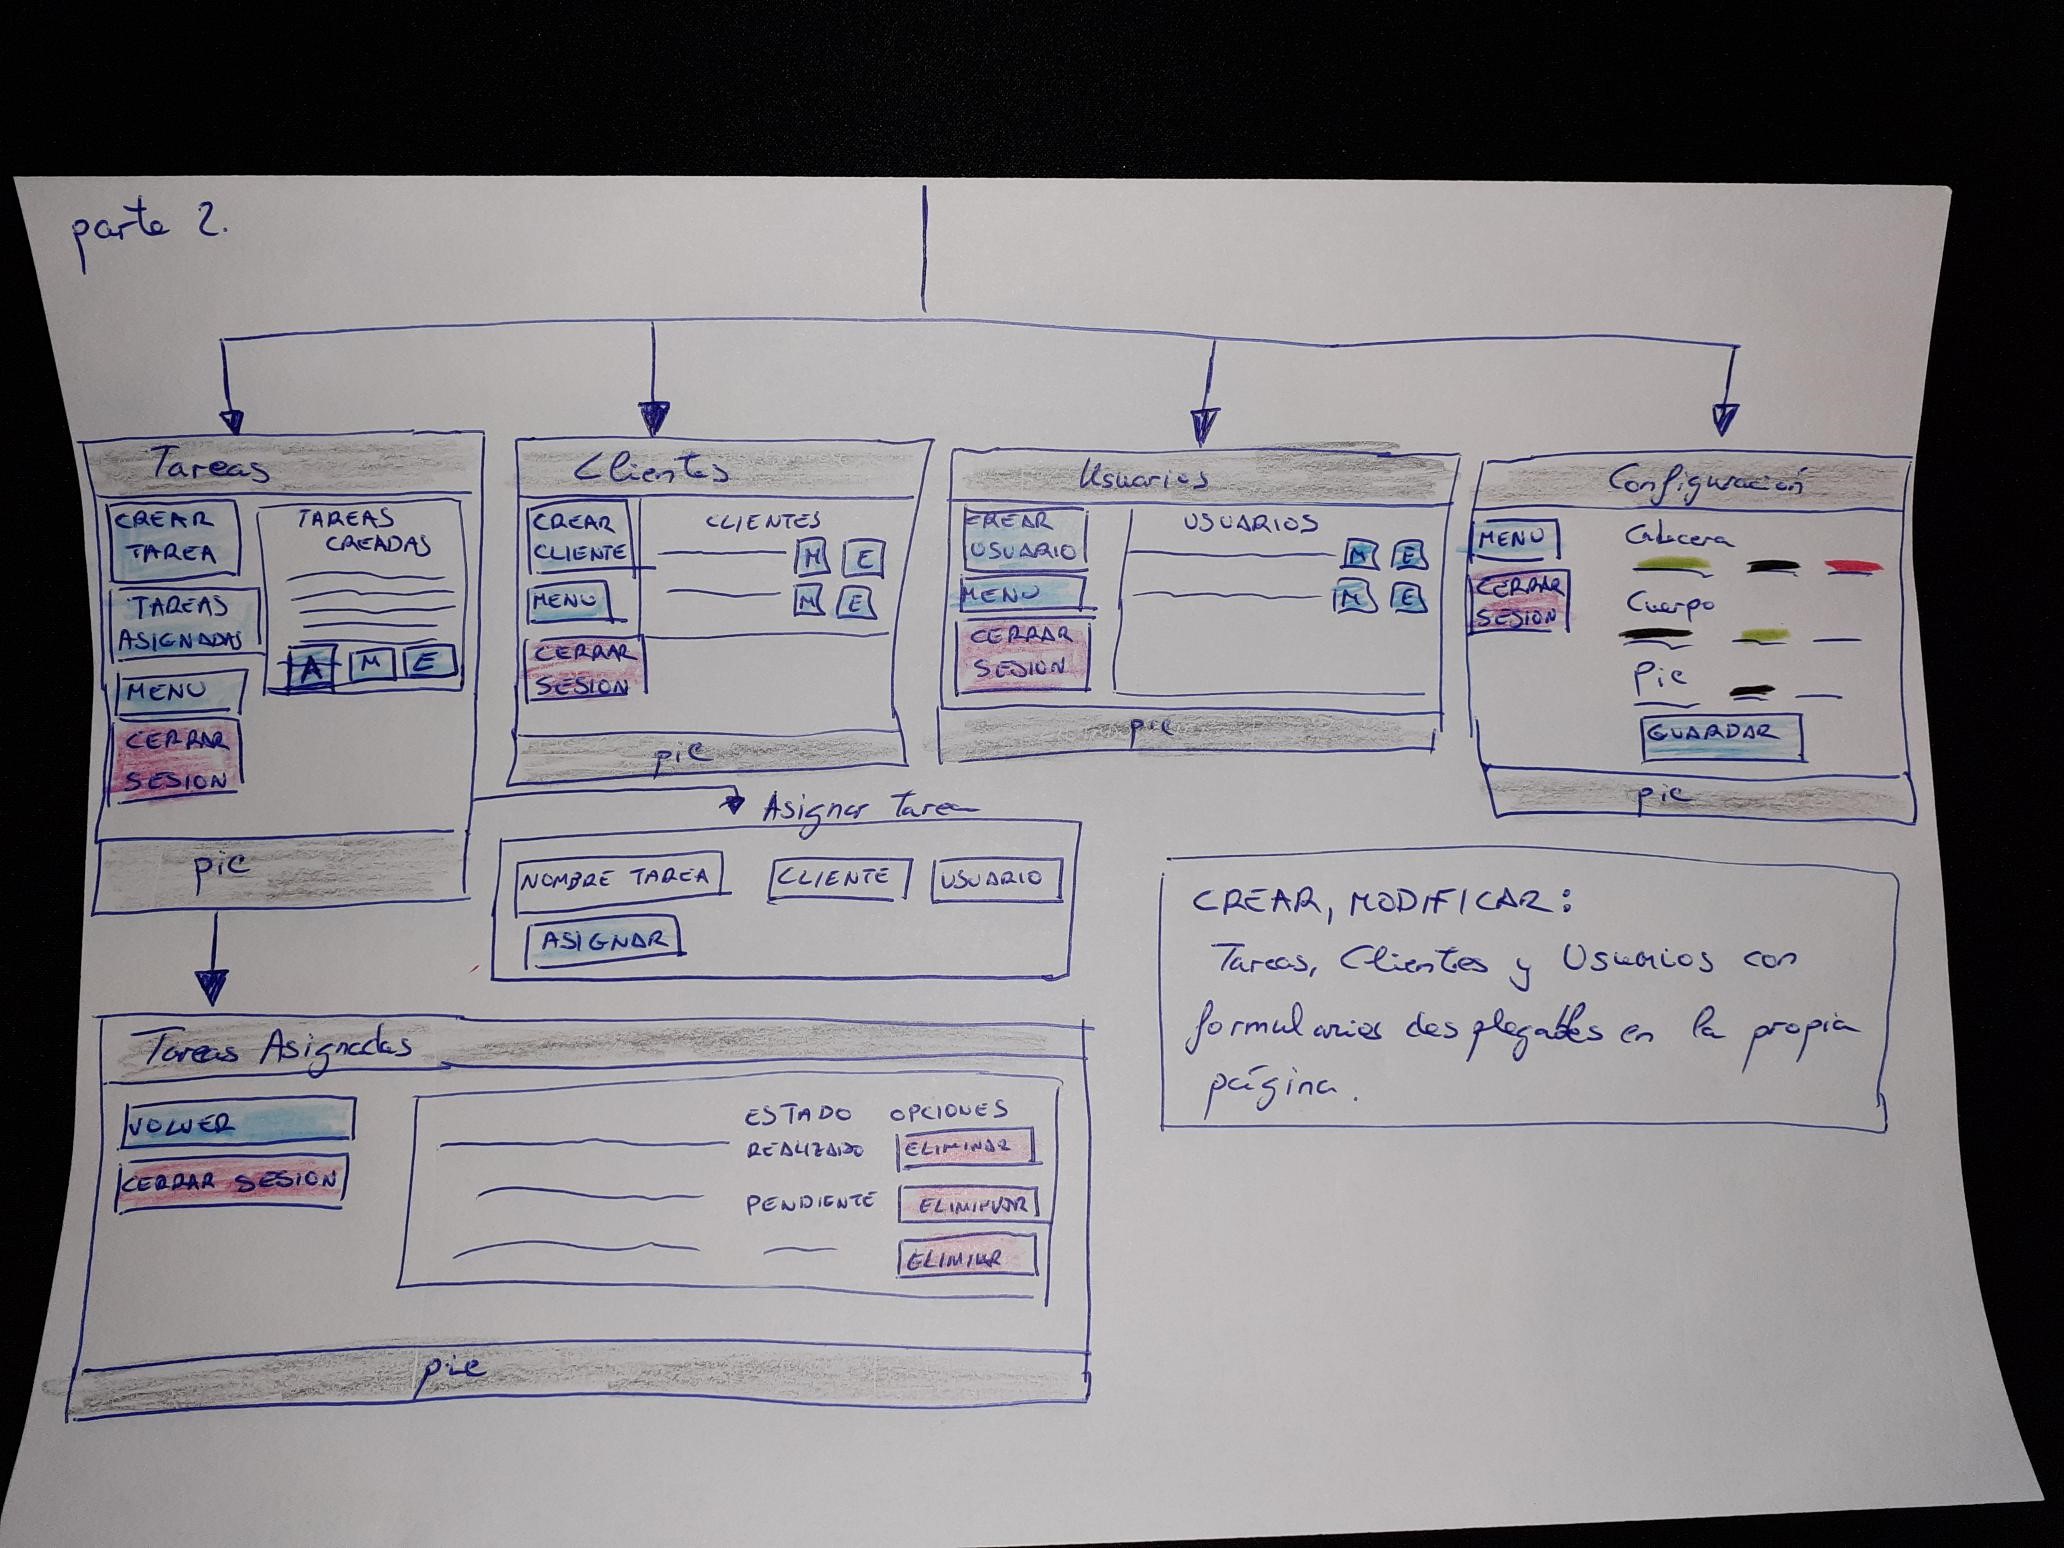 parte 2.
Tareas
CREAR
TAREA
TAREAS
ASIGNADAS
MENU
CERRAR
SESION
TAREAS
CREADAS
A M E
pie
Clientes
CREAR
CLIENTE
MENU
CERRAR
SESION
CLIENTES
M E
M E
pie
Usuarios
CREAR
USUARIO
MENU
CERRAR
SESION
USUARIOS
M E
M E
pie
Configuración
MENU
CERRAR
SESION
Cabecera
Cuerpo
Pie
GUARDAR
pie
Asignar Tarea
NOMBRE TAREA CLIENTE USUARIO
ASIGNAR
CREAR, MODIFICAR:
Tareas, Clientes y Usuarios con
formularios desplegables en la propia
página.
Tareas Asignadas
VOLVER
CERRAR SESION
ESTADO OPCIONES
REALIZADO ELIMINAR
PENDIENTE ELIMINAR
ELIMINAR
pie